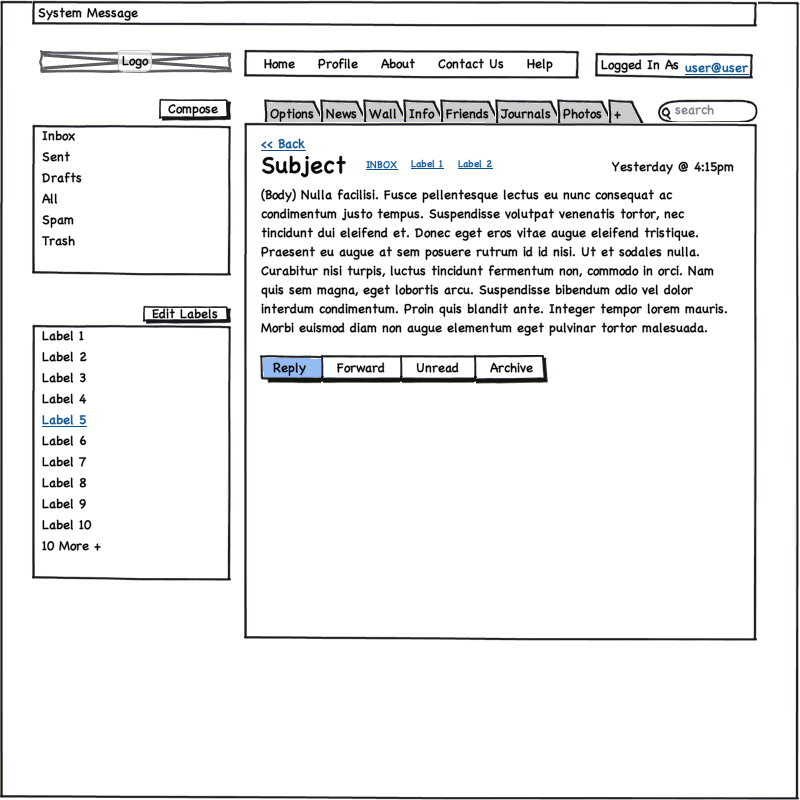 System Message
Logo
Home Profile About Contact Us Help
Logged In As user@user
Compose
Options News Wall Info Friends Journals Photos +
search
Inbox
Sent
Drafts
All
Spam
Trash
Edit Labels
Label 1
Label 2
Label 3
Label 4
Label 5
Label 6
Label 7
Label 8
Label 9
Label 10
10 More +
<< Back
Subject INBOX Label 1 Label 2 Yesterday @ 4:15pm
(Body) Nulla facilisi. Fusce pellentesque lectus eu nunc consequat ac
condimentum justo tempus. Suspendisse volutpat venenatis tortor, nec
tincidunt dui eleifend et. Donec eget eros vitae augue eleifend tristique.
Praesent eu augue at sem posuere rutrum id id nisi. Ut et sodales nulla.
Curabitur nisi turpis, luctus tincidunt fermentum non, commodo in orci. Nam
quis sem magna, eget lobortis arcu. Suspendisse bibendum odio vel dolor
interdum condimentum. Proin quis blandit ante. Integer tempor lorem mauris.
Morbi euismod diam non augue elementum eget pulvinar tortor malesuada.
Reply Forward Unread Archive